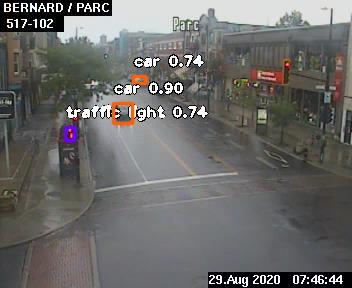 BERNARD / PARC
517-102
Parc
car 0.74
car 0.90
traffic light 0.74
29.Aug 2020 07:46:44